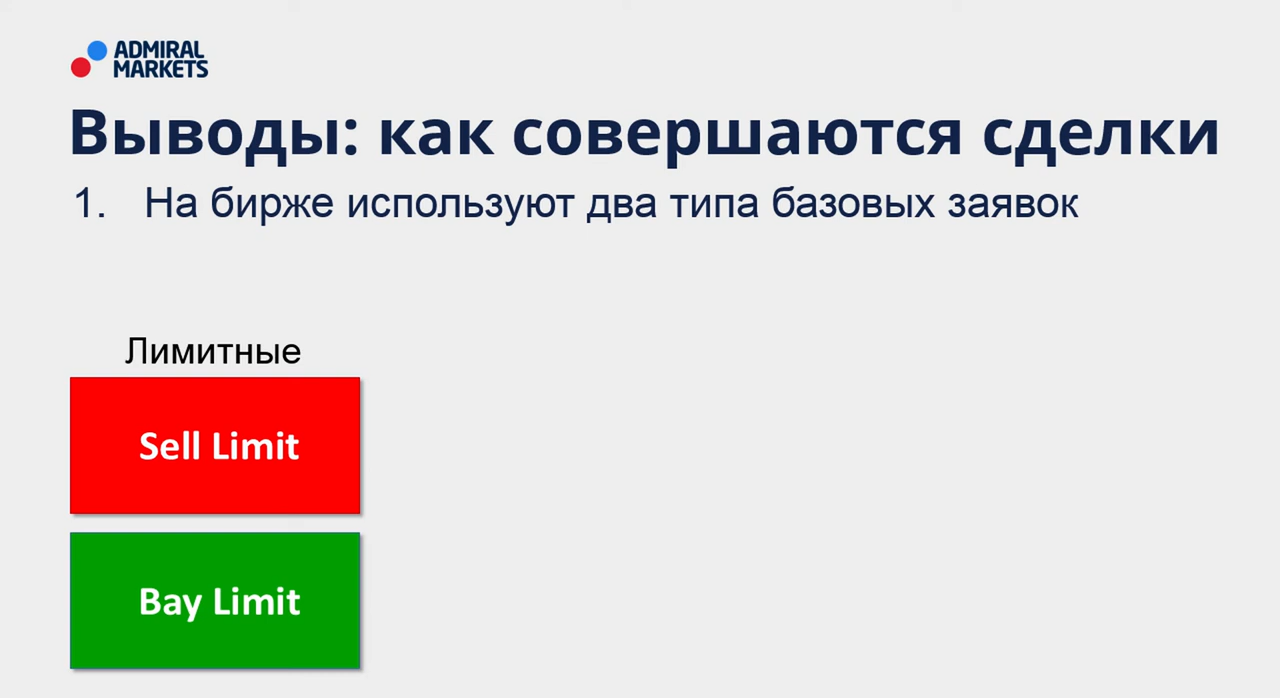 ADMIRAL
MARKETS
Выводы: как совершаются сделки
1. На бирже используют два типа базовых заявок
Лимитные
Sell Limit
Bay Limit